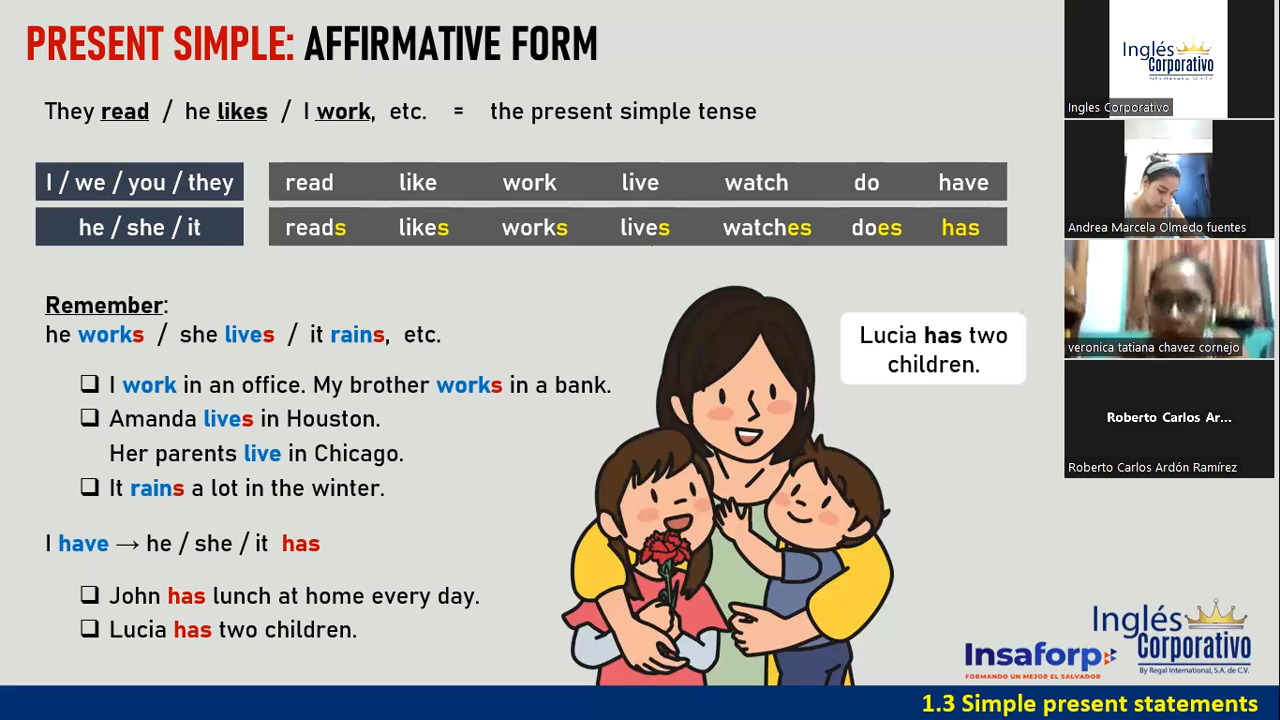 PRESENT SIMPLE: AFFIRMATIVE FORM
They read / he likes / I work, etc. = the present simple tense
I / we / you / they read like work live watch do have
he / she / it reads likes works lives watches does has
Remember:
he works / she lives / it rains, etc.
❑ I work in an office. My brother works in a bank.
❑ Amanda lives in Houston.
Her parents live in Chicago.
❑ It rains a lot in the winter.
I have → he / she / it has
❑ John has lunch at home every day.
❑ Lucia has two children.
Lucia has two
children.
Insaforp
FORMANDO UN MEJOR EL SALVADOR
Inglés
Corporativo
By Regal International, S.A. de C.V.
1.3 Simple present statements
Inglés
Corporativo
Ingles Corporativo
Andrea Marcela Olmedo fuentes
veronica tatiana chavez cornejo
Roberto Carlos Ar...
Roberto Carlos Ardón Ramírez